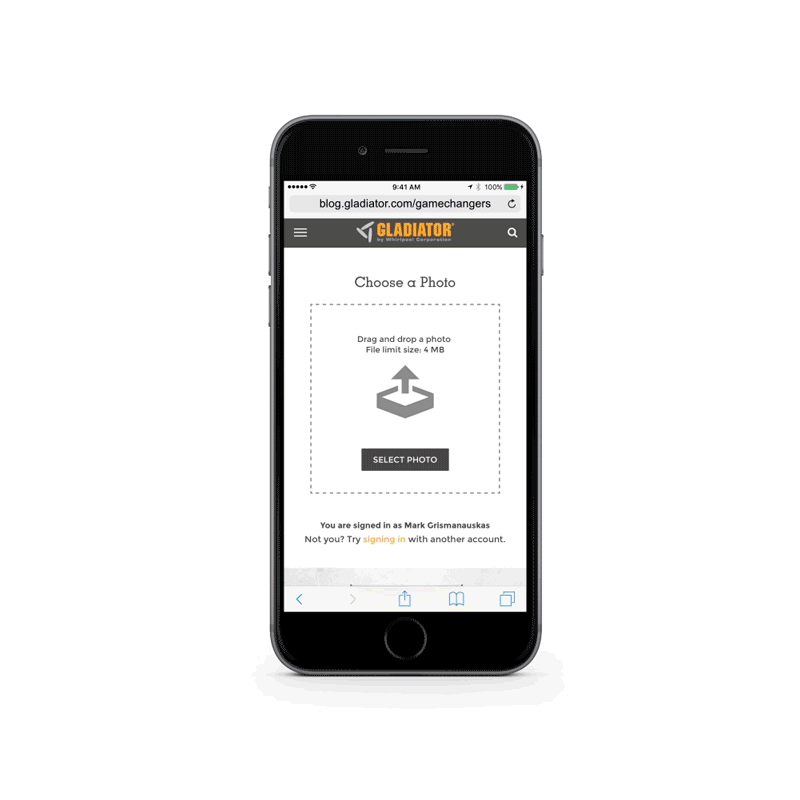 9:41 AM
100%
blog.gladiator.com/gamechangers
GLADIATOR
by Whirlpool Corporation
Choose a Photo
Drag and drop a photo
File limit size: 4 MB
SELECT PHOTO
You are signed in as Mark Grismanauskas
Not you? Try signing in with another account.